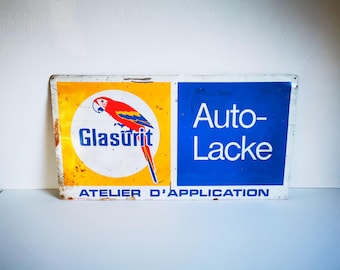 Glasurit
Auto-
Lacke
ATELIER D'APPLICATION